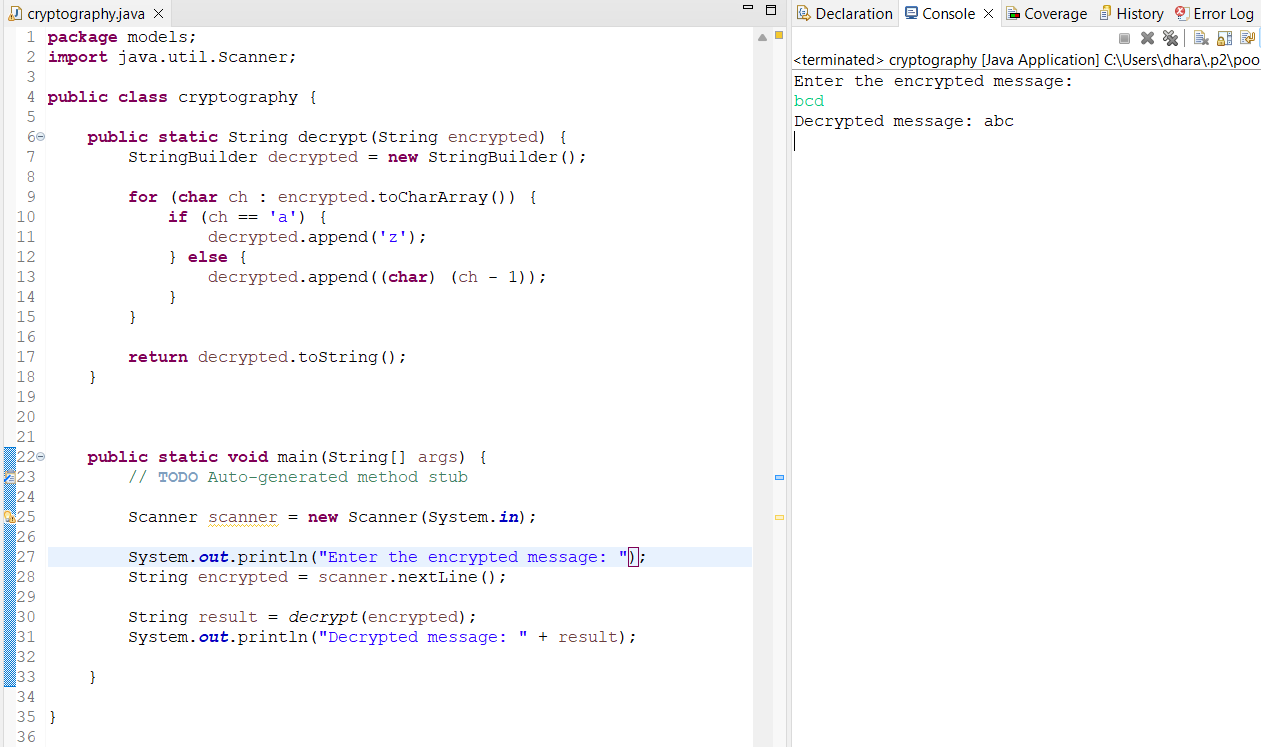 cryptography.java
1 package models;
2 import java.util.Scanner;
3
4 public class cryptography {
5
6 public static String decrypt(String encrypted) {
7 StringBuilder decrypted = new StringBuilder();
8
9 for (char ch : encrypted.toCharArray()) {
10 if (ch == 'a') {
11 decrypted.append('z');
12 } else {
13 decrypted.append((char) (ch - 1));
14 }
15 }
16
17 return decrypted.toString();
18 }
19
20
21
22 public static void main(String[] args) {
23 // TODO Auto-generated method stub
24
25 Scanner scanner = new Scanner(System.in);
26
27 System.out.println("Enter the encrypted message: ");
28 String encrypted = scanner.nextLine();
29
30 String result = decrypt(encrypted);
31 System.out.println("Decrypted message: " + result);
32
33 }
34
35 }
36
Declaration Console Coverage History Error Log
<terminated> cryptography [Java Application] C:\Users\dhara\.p2\poo
Enter the encrypted message:
bcd
Decrypted message: abc